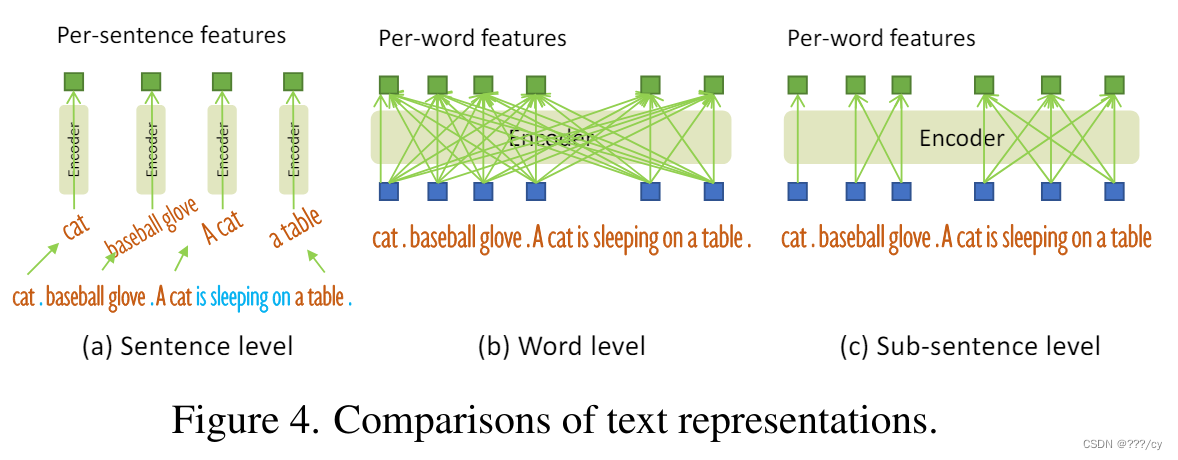 Per-sentence features
Encoder
Encoder
Encoder
Encoder
cat
baseball glove
A cat
a table
cat . baseball glove . A cat is sleeping on a table .
(a) Sentence level
Per-word features
Encoder
cat . baseball glove . A cat is sleeping on a table .
(b) Word level
Per-word features
Encoder
cat . baseball glove . A cat is sleeping on a table
(c) Sub-sentence level
Figure 4. Comparisons of text representations.
CSDN @???/cy